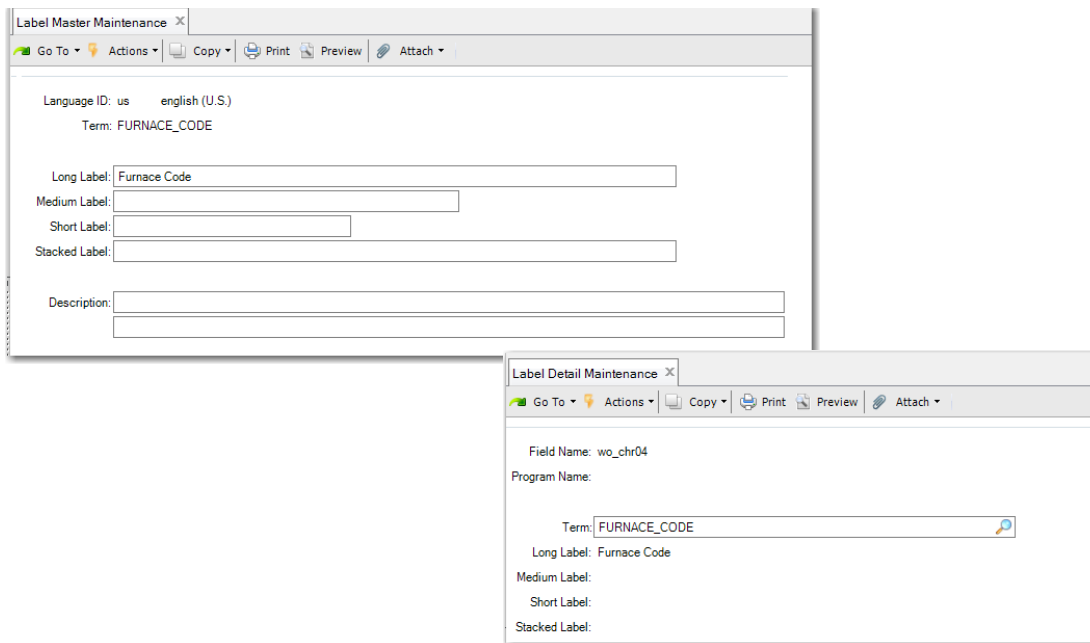 Label Master Maintenance
Go To Actions Copy Print Preview Attach
Language ID: us english (U.S.)
Term: FURNACE_CODE
Long Label: Furnace Code
Medium Label:
Short Label:
Stacked Label:
Description:
Label Detail Maintenance
Go To Actions Copy Print Preview Attach
Field Name: wo_chr04
Program Name:
Term: FURNACE_CODE
Long Label: Furnace Code
Medium Label:
Short Label:
Stacked Label: